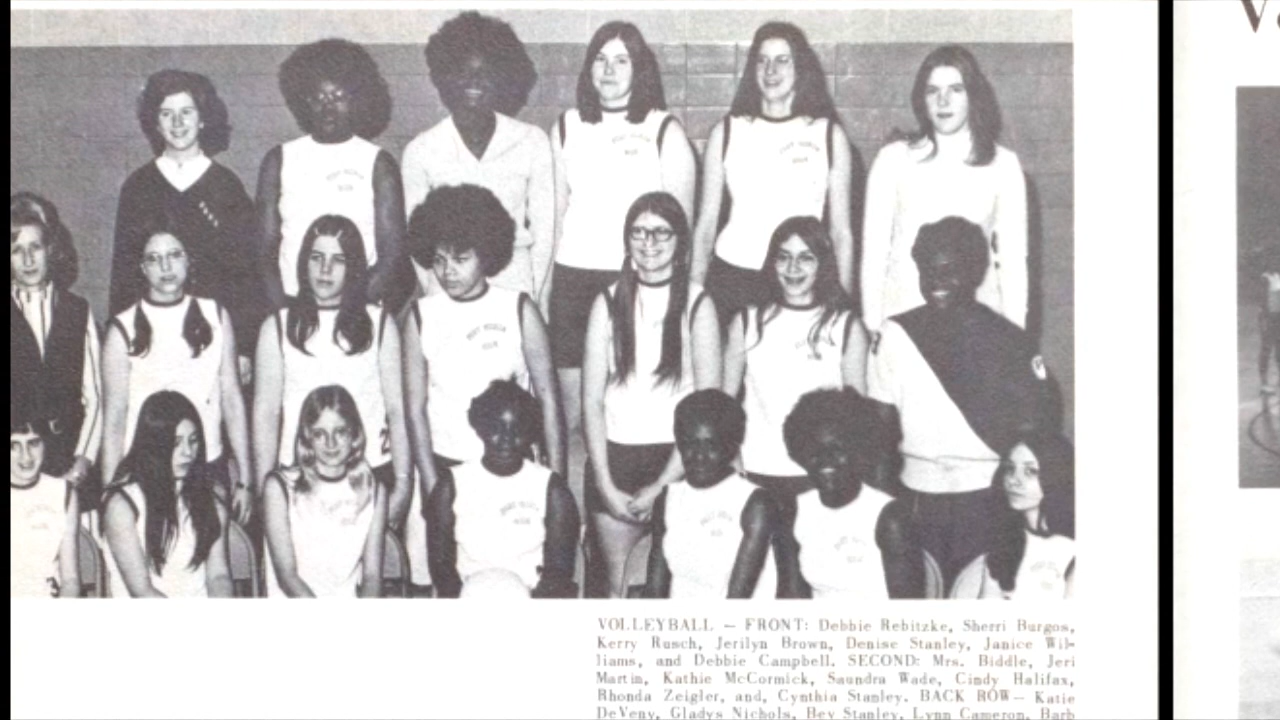 VOLLEYBALL — FRONT: Debbie Rebitzke, Sherri Burgos,
Kerry Rusch, Jerilyn Brown, Denise Stanley, Janice Wil-
liams, and Debbie Campbell. SECOND: Mrs. Biddle, Jeri
Martin, Kathie McCormick, Saundra Wade, Cindy Halifax,
Rhonda Zeigler, and, Cynthia Stanley. BACK ROW— Katie
DeVeny, Gladys Nichols, Bev Stanley, Lynn Cameron, Barb